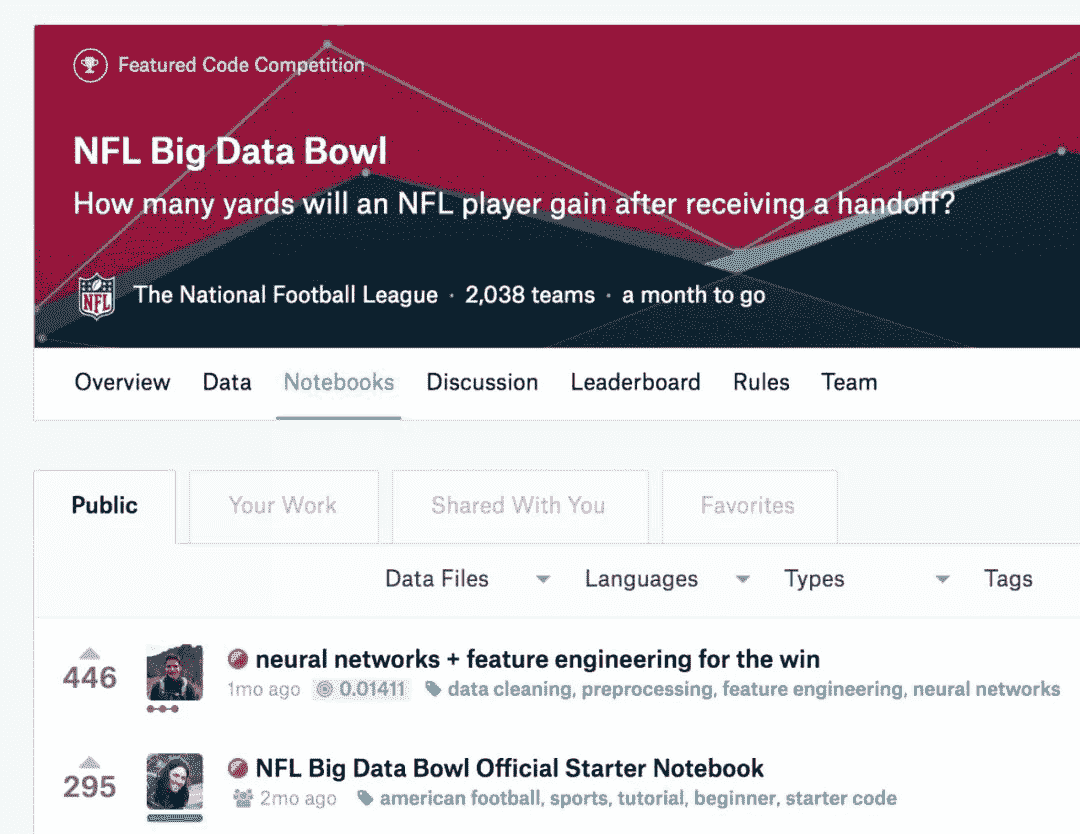 Featured Code Competition
NFL Big Data Bowl
How many yards will an NFL player gain after receiving a handoff?
NFL
The National Football League · 2,038 teams · a month to go
Overview Data Notebooks Discussion Leaderboard Rules Team
Public Your Work Shared With You Favorites
Data Files Languages Types Tags
446
neural networks + feature engineering for the win
1mo ago 0.01411 data cleaning, preprocessing, feature engineering, neural networks
295
NFL Big Data Bowl Official Starter Notebook
2mo ago american football, sports, tutorial, beginner, starter code